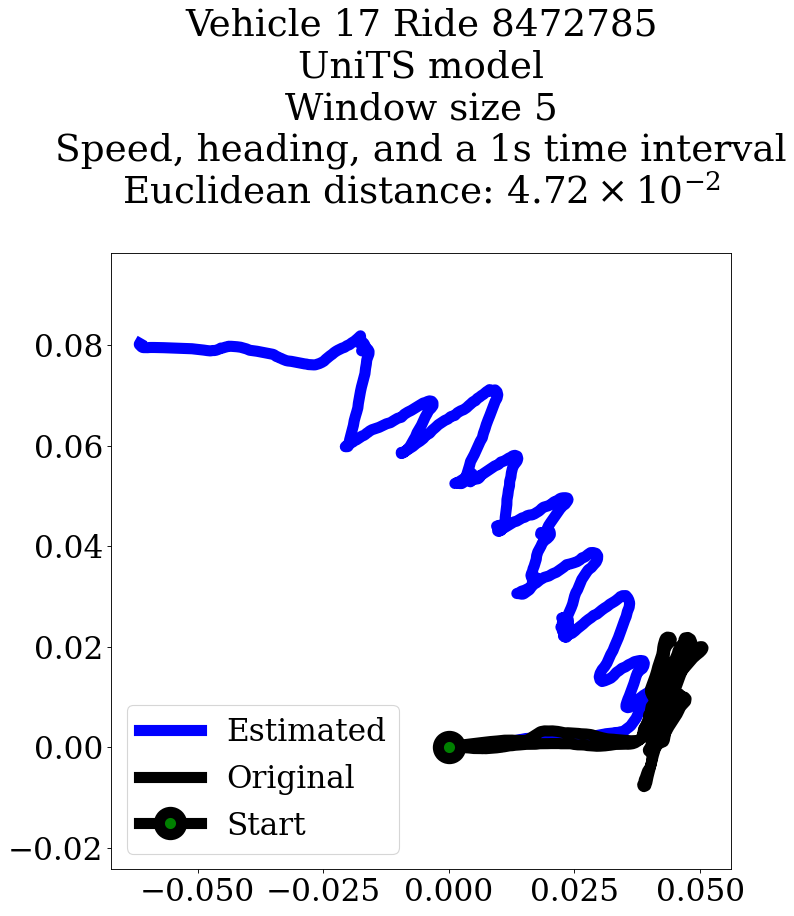 Vehicle 17 Ride 8472785
UniTS model
Window size 5
Speed, heading, and a 1s time interval
Euclidean distance: 4.72 × 10⁻²
0.08
0.06
0.04
0.02
0.00
−0.02
Estimated
Original
Start
−0.050 −0.025 0.000 0.025 0.050